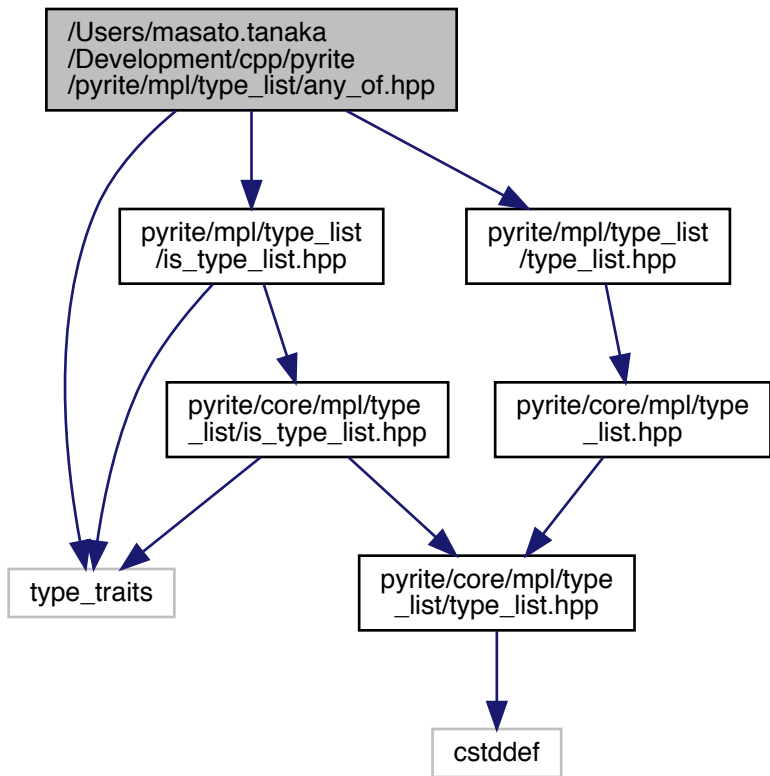 /Users/masato.tanaka
/Development/cpp/pyrite
/pyrite/mpl/type_list/any_of.hpp
pyrite/mpl/type_list
/is_type_list.hpp
pyrite/mpl/type_list
/type_list.hpp
pyrite/core/mpl/type
_list/is_type_list.hpp
pyrite/core/mpl/type
_list.hpp
type_traits
pyrite/core/mpl/type
_list/type_list.hpp
cstddef